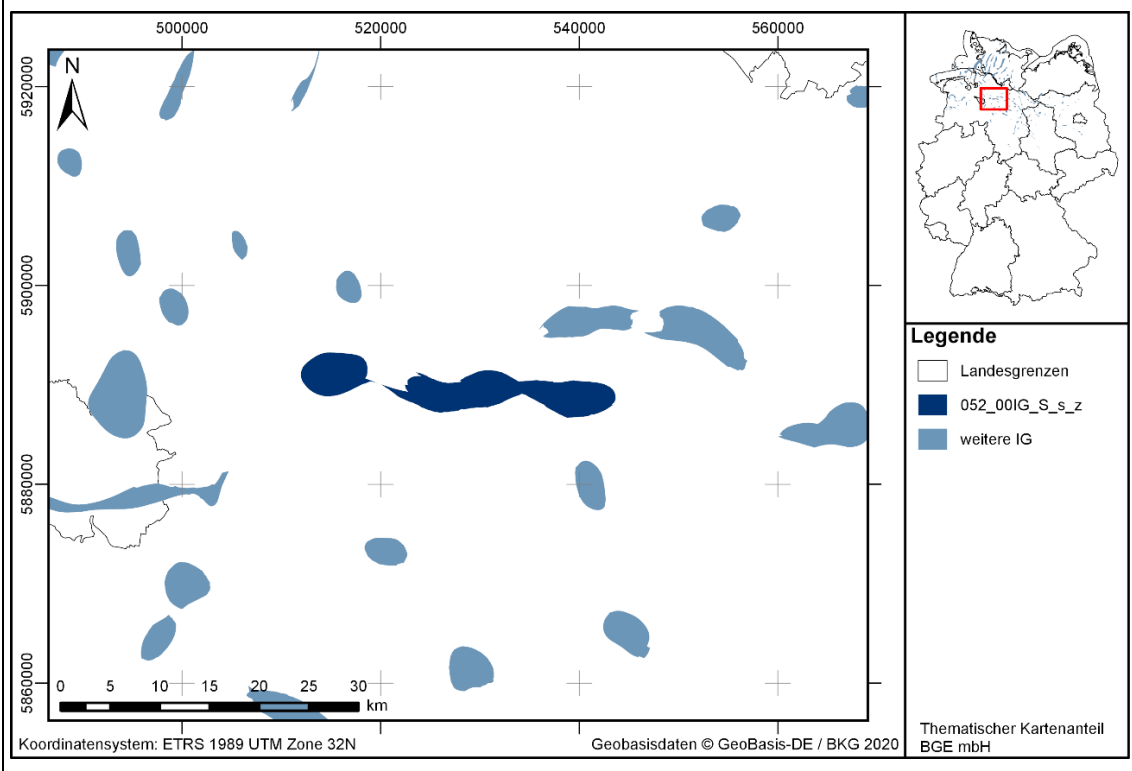 500000 520000 540000 560000
5920000
5900000
5880000
5860000
N
0 5 10 15 20 25 30
km
Koordinatensystem: ETRS 1989 UTM Zone 32N
Geobasisdaten © GeoBasis-DE / BKG 2020
Legende
Landesgrenzen
052_00IG_S_s_z
weitere IG
Thematischer Kartenanteil
BGE mbH